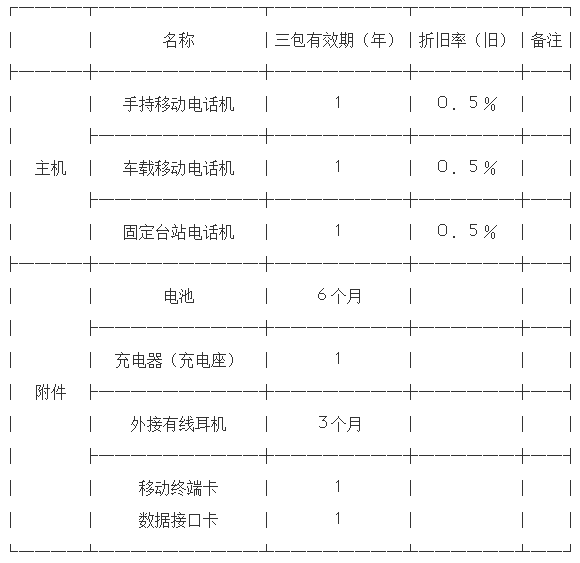 名称 三包有效期（年） 折旧率（旧） 备注
手持移动电话机 1 0．5％
主机 车载移动电话机 1 0．5％
固定台站电话机 1 0．5％
电池 6个月
充电器（充电座） 1
附件
外接有线耳机 3个月
移动终端卡 1
数据接口卡 1